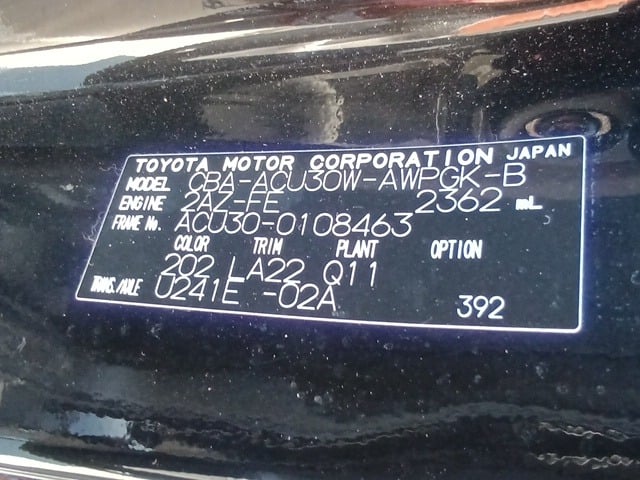 TOYOTA MOTOR CORPORATION JAPAN
MODEL CBA-ACU30W-AWPGK-B
ENGINE 2AZ-FE 2362 mL
FRAME No. ACU30-0108463
COLOR TRIM PLANT OPTION
202 LA22 Q11
TRANS./AXLE U241E -02A
392